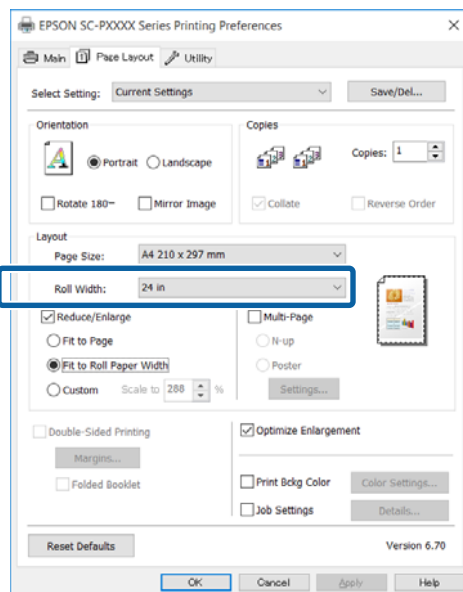 EPSON SC-PXXXX Series Printing Preferences
Main Page Layout Utility
Select Setting: Current Settings Save/Del...
Orientation
Portrait Landscape
Rotate 180° Mirror Image
Copies
Copies: 1
Collate Reverse Order
Layout
Page Size: A4 210 x 297 mm
Roll Width: 24 in
Reduce/Enlarge
Fit to Page
Fit to Roll Paper Width
Custom Scale to 288 %
Multi-Page
N-up
Poster
Settings...
Double-Sided Printing
Margins...
Folded Booklet
Optimize Enlargement
Print Bckg Color Color Settings...
Job Settings Details...
Reset Defaults Version 6.70
OK Cancel Apply Help